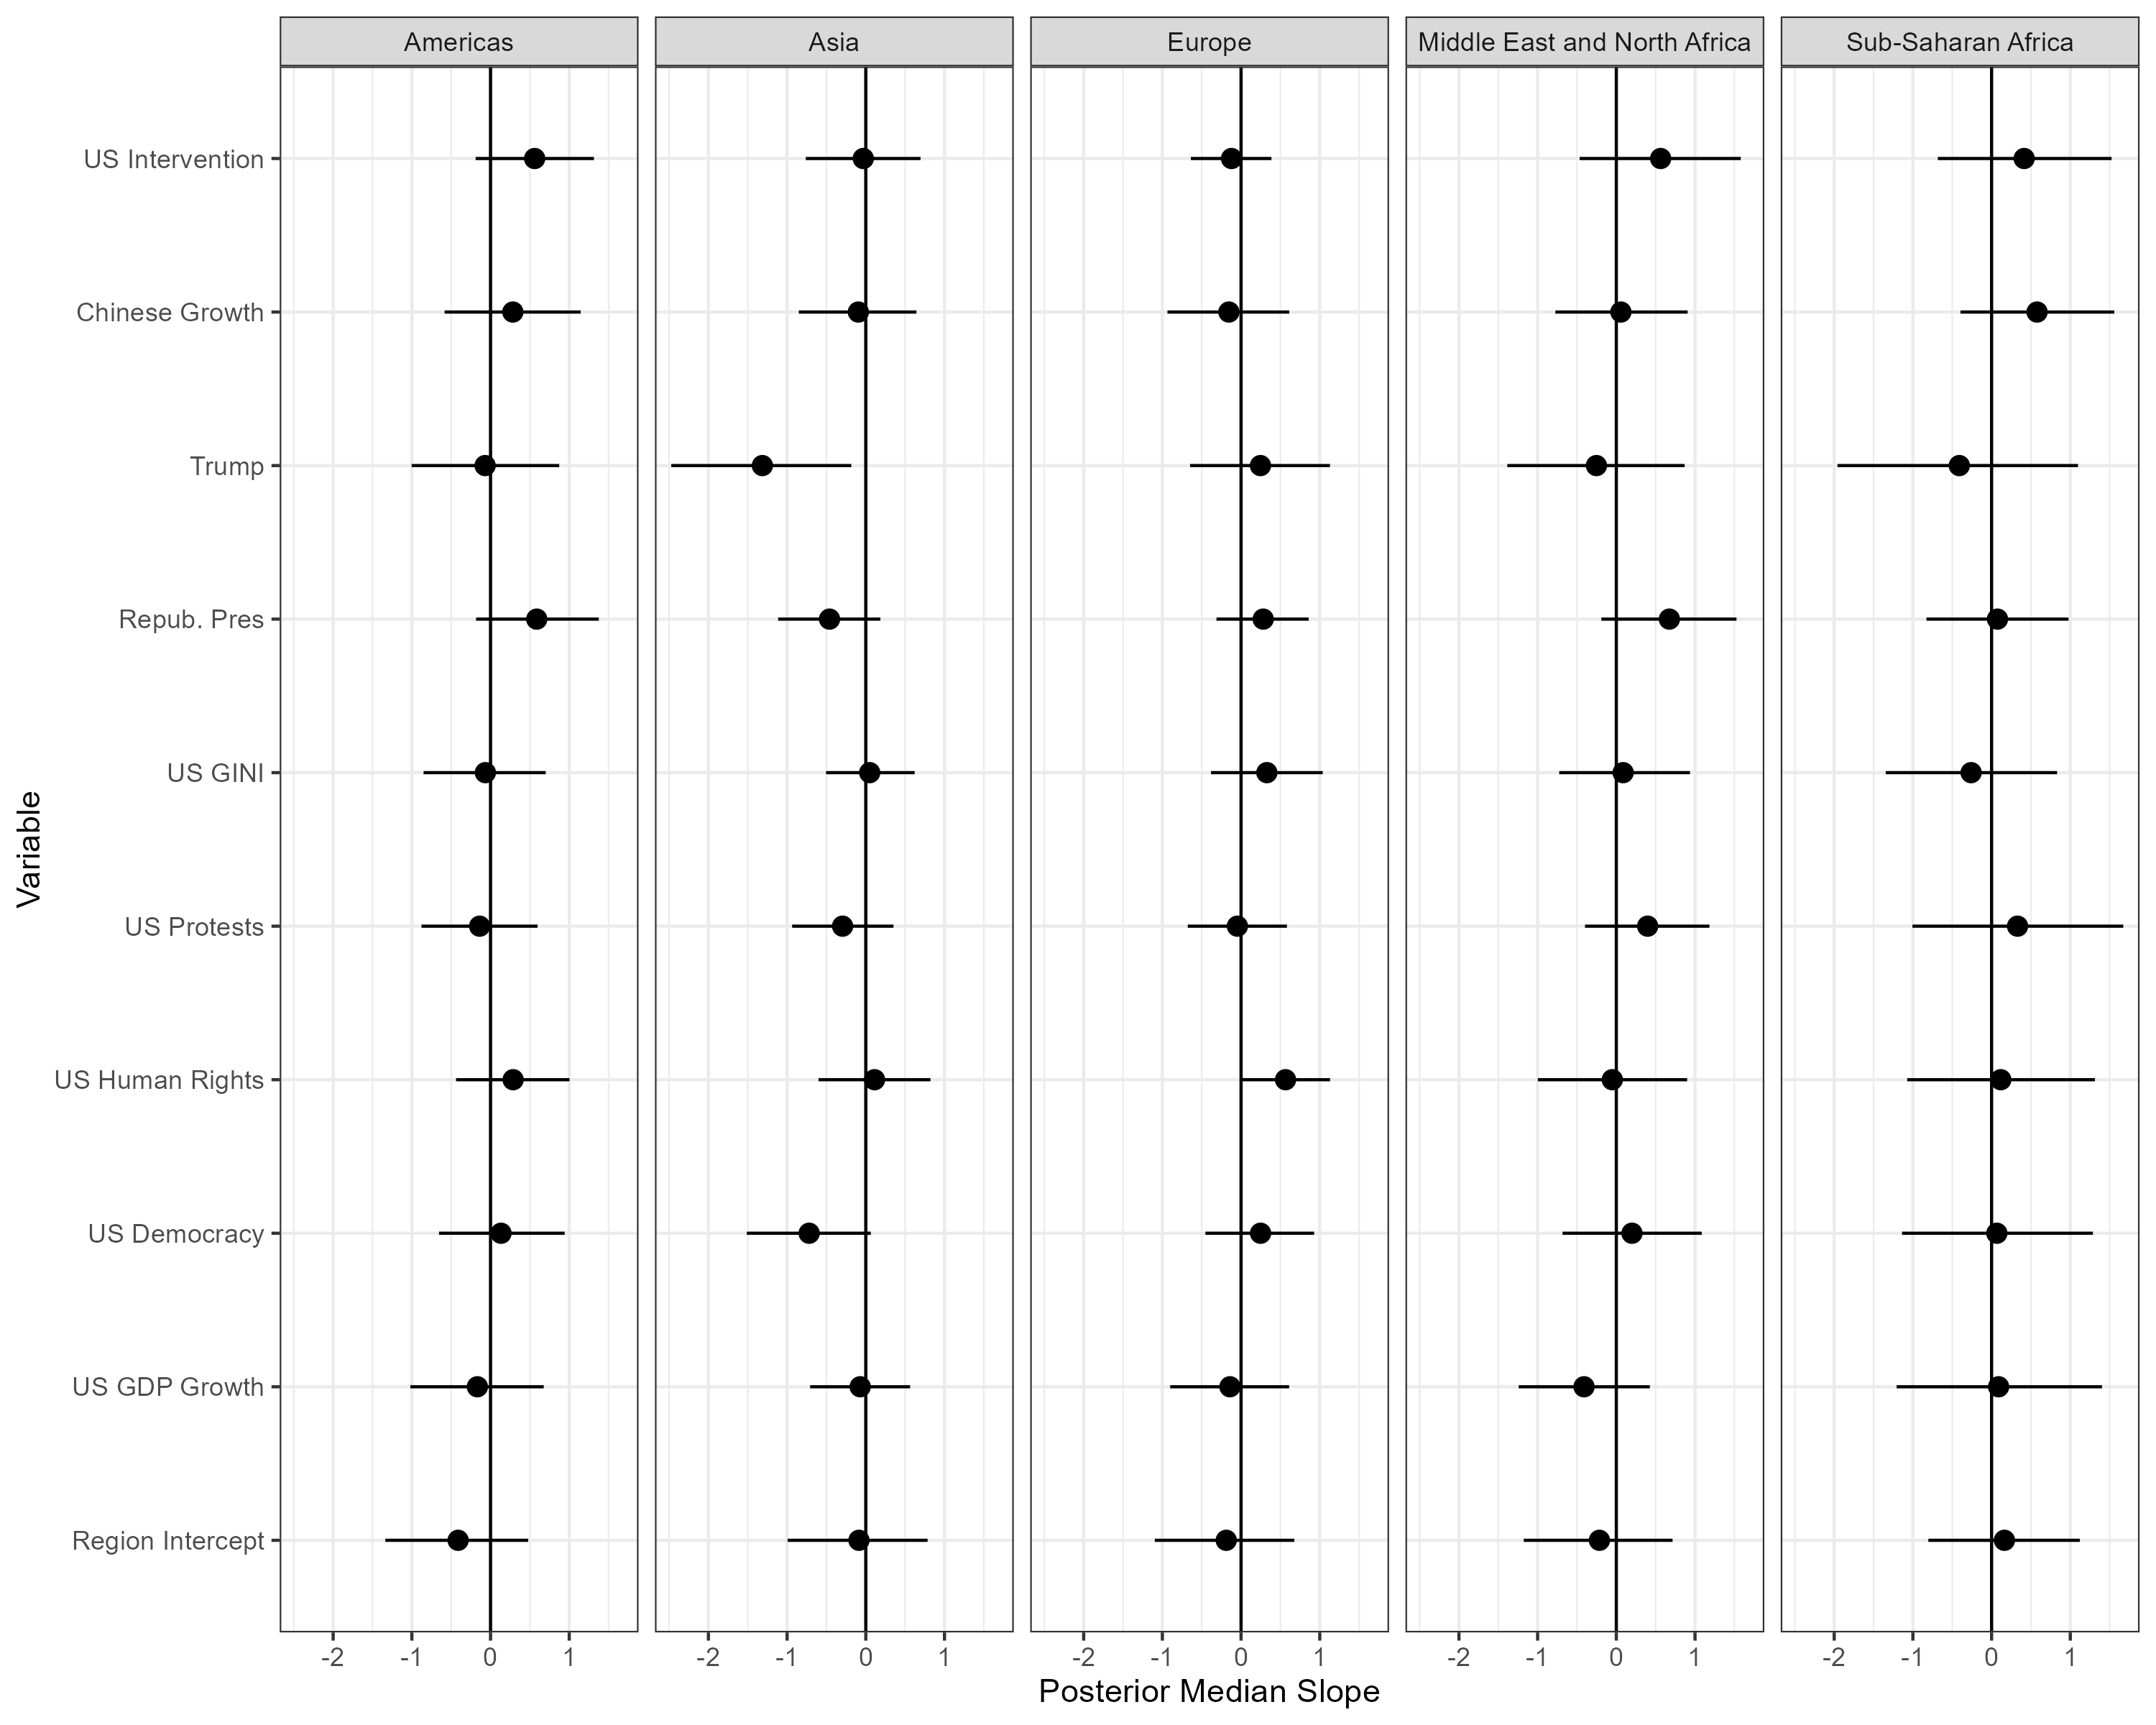 Americas
Asia
Europe
Middle East and North Africa
Sub-Saharan Africa
Variable
US Intervention
Chinese Growth
Trump
Repub. Pres
US GINI
US Protests
US Human Rights
US Democracy
US GDP Growth
Region Intercept
-2 -1 0 1
-2 -1 0 1
-2 -1 0 1
-2 -1 0 1
-2 -1 0 1
Posterior Median Slope